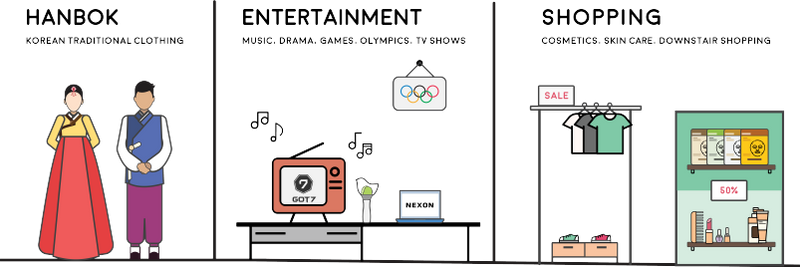 HANBOK
KOREAN TRADITIONAL CLOTHING
ENTERTAINMENT
MUSIC. DRAMA. GAMES. OLYMPICS. TV SHOWS
7
GOT7
NEXON
SHOPPING
COSMETICS. SKIN CARE. DOWNSTAIR SHOPPING
SALE
50%